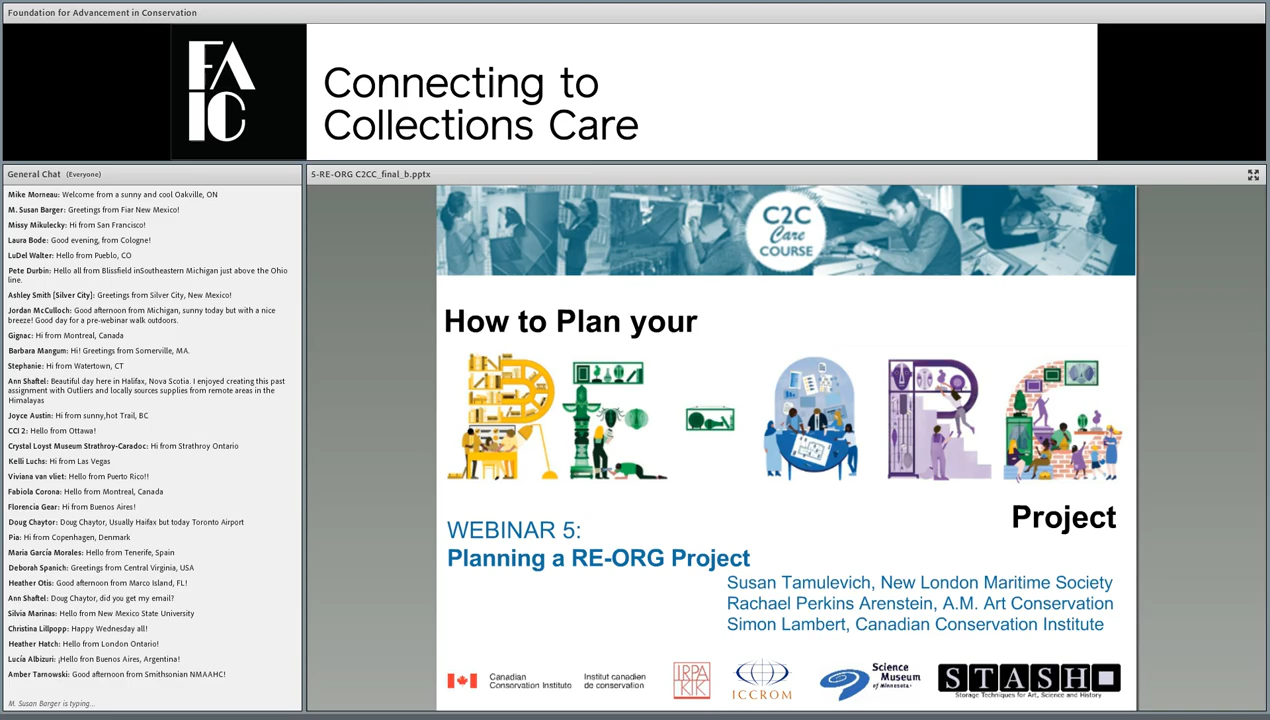 Foundation for Advancement in Conservation
FA
IC
Connecting to
Collections Care
General Chat (Everyone)
Mike Morneau: Welcome from a sunny and cool Oakville, ON
M. Susan Barger: Greetings from Fiar New Mexico!
Missy Mikulecky: Hi from San Francisco!
Laura Bode: Good evening, from Cologne!
LuDel Walter: Hello from Pueblo, CO
Pete Durbin: Hello all from Blissfield inSoutheastern Michigan just above the Ohio
line.
Ashley Smith [Silver City]: Greetings from Silver City, New Mexico!
Jordan McCulloch: Good afternoon from Michigan, sunny today but with a nice
breeze! Good day for a pre-webinar walk outdoors.
Gignac: Hi from Montreal, Canada
Barbara Mangum: Hi! Greetings from Somerville, MA.
Stephanie: Hi from Watertown, CT
Ann Shaftel: Beautiful day here in Halifax, Nova Scotia. I enjoyed creating this past
assignment with Outliers and locally sources supplies from remote areas in the
Himalayas
Joyce Austin: Hi from sunny,hot Trail, BC
CCI 2: Hello from Ottawa!
Crystal Loyst Museum Strathroy-Caradoc: Hi from Strathroy Ontario
Kelli Luchs: Hi from Las Vegas
Viviana van vliet: Hello from Puerto Rico!!
Fabiola Corona: Hello from Montreal, Canada
Florencia Gear: Hi from Buenos Aires!
Doug Chaytor: Doug Chaytor, Usually Haifax but today Toronto Airport
Pia: Hi from Copenhagen, Denmark
Maria García Morales: Hello from Tenerife, Spain
Deborah Spanich: Greetings from Central Virginia, USA
Heather Otis: Good afternoon from Marco Island, FL!
Ann Shaftel: Doug Chaytor, did you get my email?
Silvia Marinas: Hello from New Mexico State University
Christina Lillpopp: Happy Wednesday all!
Heather Hatch: Hello from London Ontario!
Lucía Albizuri: ¡Hello fron Buenos Aires, Argentina!
Amber Tarnowski: Good afternoon from Smithsonian NMAAHC!
M. Susan Barger is typing...
5-RE-ORG C2CC_final_b.pptx
C2C
Care
COURSE
How to Plan your
RE-ORG
Project
WEBINAR 5:
Planning a RE-ORG Project
Susan Tamulevich, New London Maritime Society
Rachael Perkins Arenstein, A.M. Art Conservation
Simon Lambert, Canadian Conservation Institute
Canadian Institut canadien
Conservation Institute de conservation
IRPA
KIK
ICCROM
Science
Museum
of Minnesota
STASH
Storage Techniques for Art, Science and History